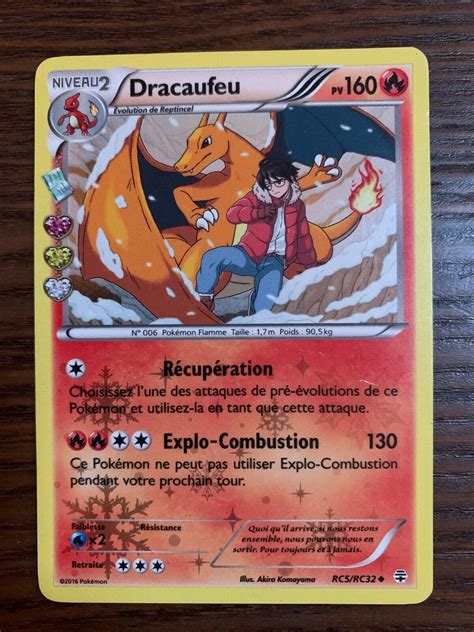 NIVEAU2 Dracaufeu PV160
Évolution de Reptincel
N° 006 Pokémon Flamme Taille : 1,7m Poids : 90,5kg
Récupération
Choisissez l'une des attaques de pré-évolutions de ce
Pokémon et utilisez-la en tant que cette attaque.
Explo-Combustion 130
Ce Pokémon ne peut pas utiliser Explo-Combustion
pendant votre prochain tour.
Faiblesse Résistance
×2
Retraite
Quoi qu'il arrive, si nous restons
ensemble, nous pouvons nous en
sortir. Pour toujours et à jamais.
©2016 Pokémon Illus. Akira Komayama RC5/RC32